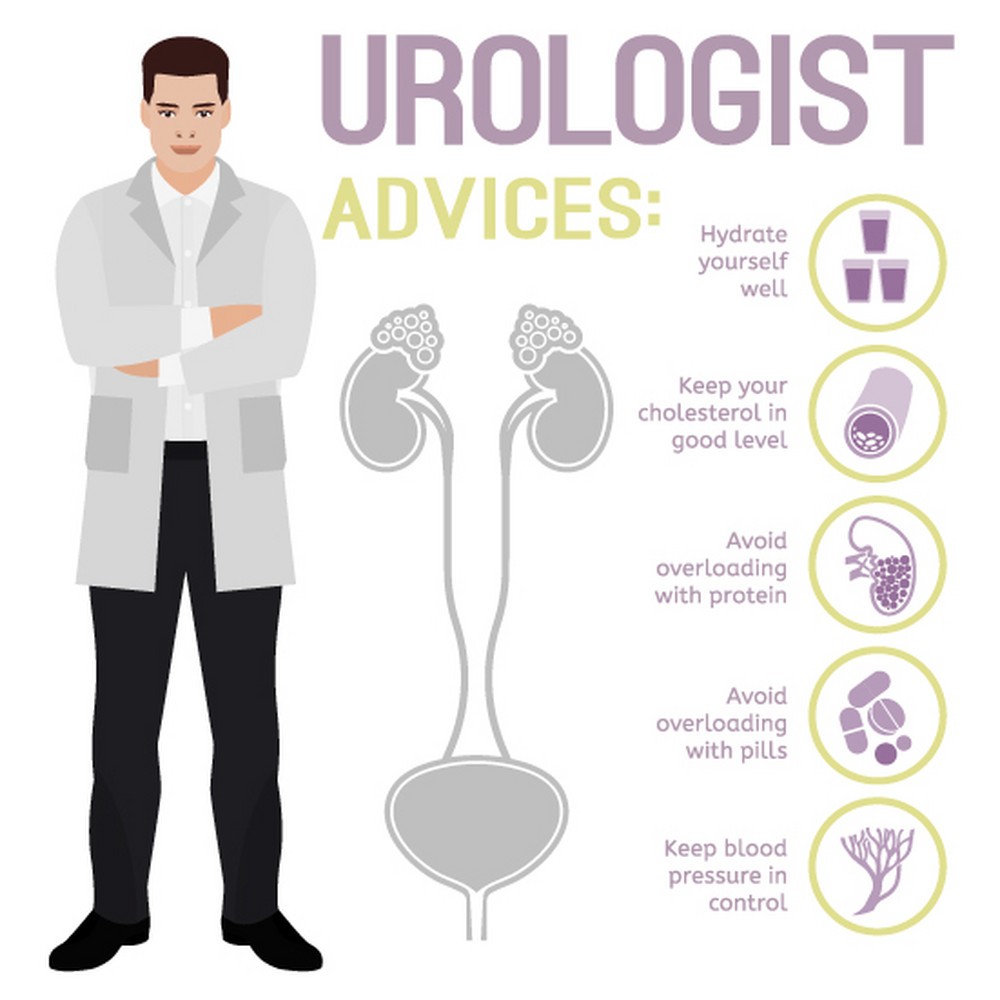 UROLOGIST
ADVICES:
Hydrate
yourself
well
Keep your
cholesterol in
good level
Avoid
overloading
with protein
Avoid
overloading
with pills
Keep blood
pressure in
control